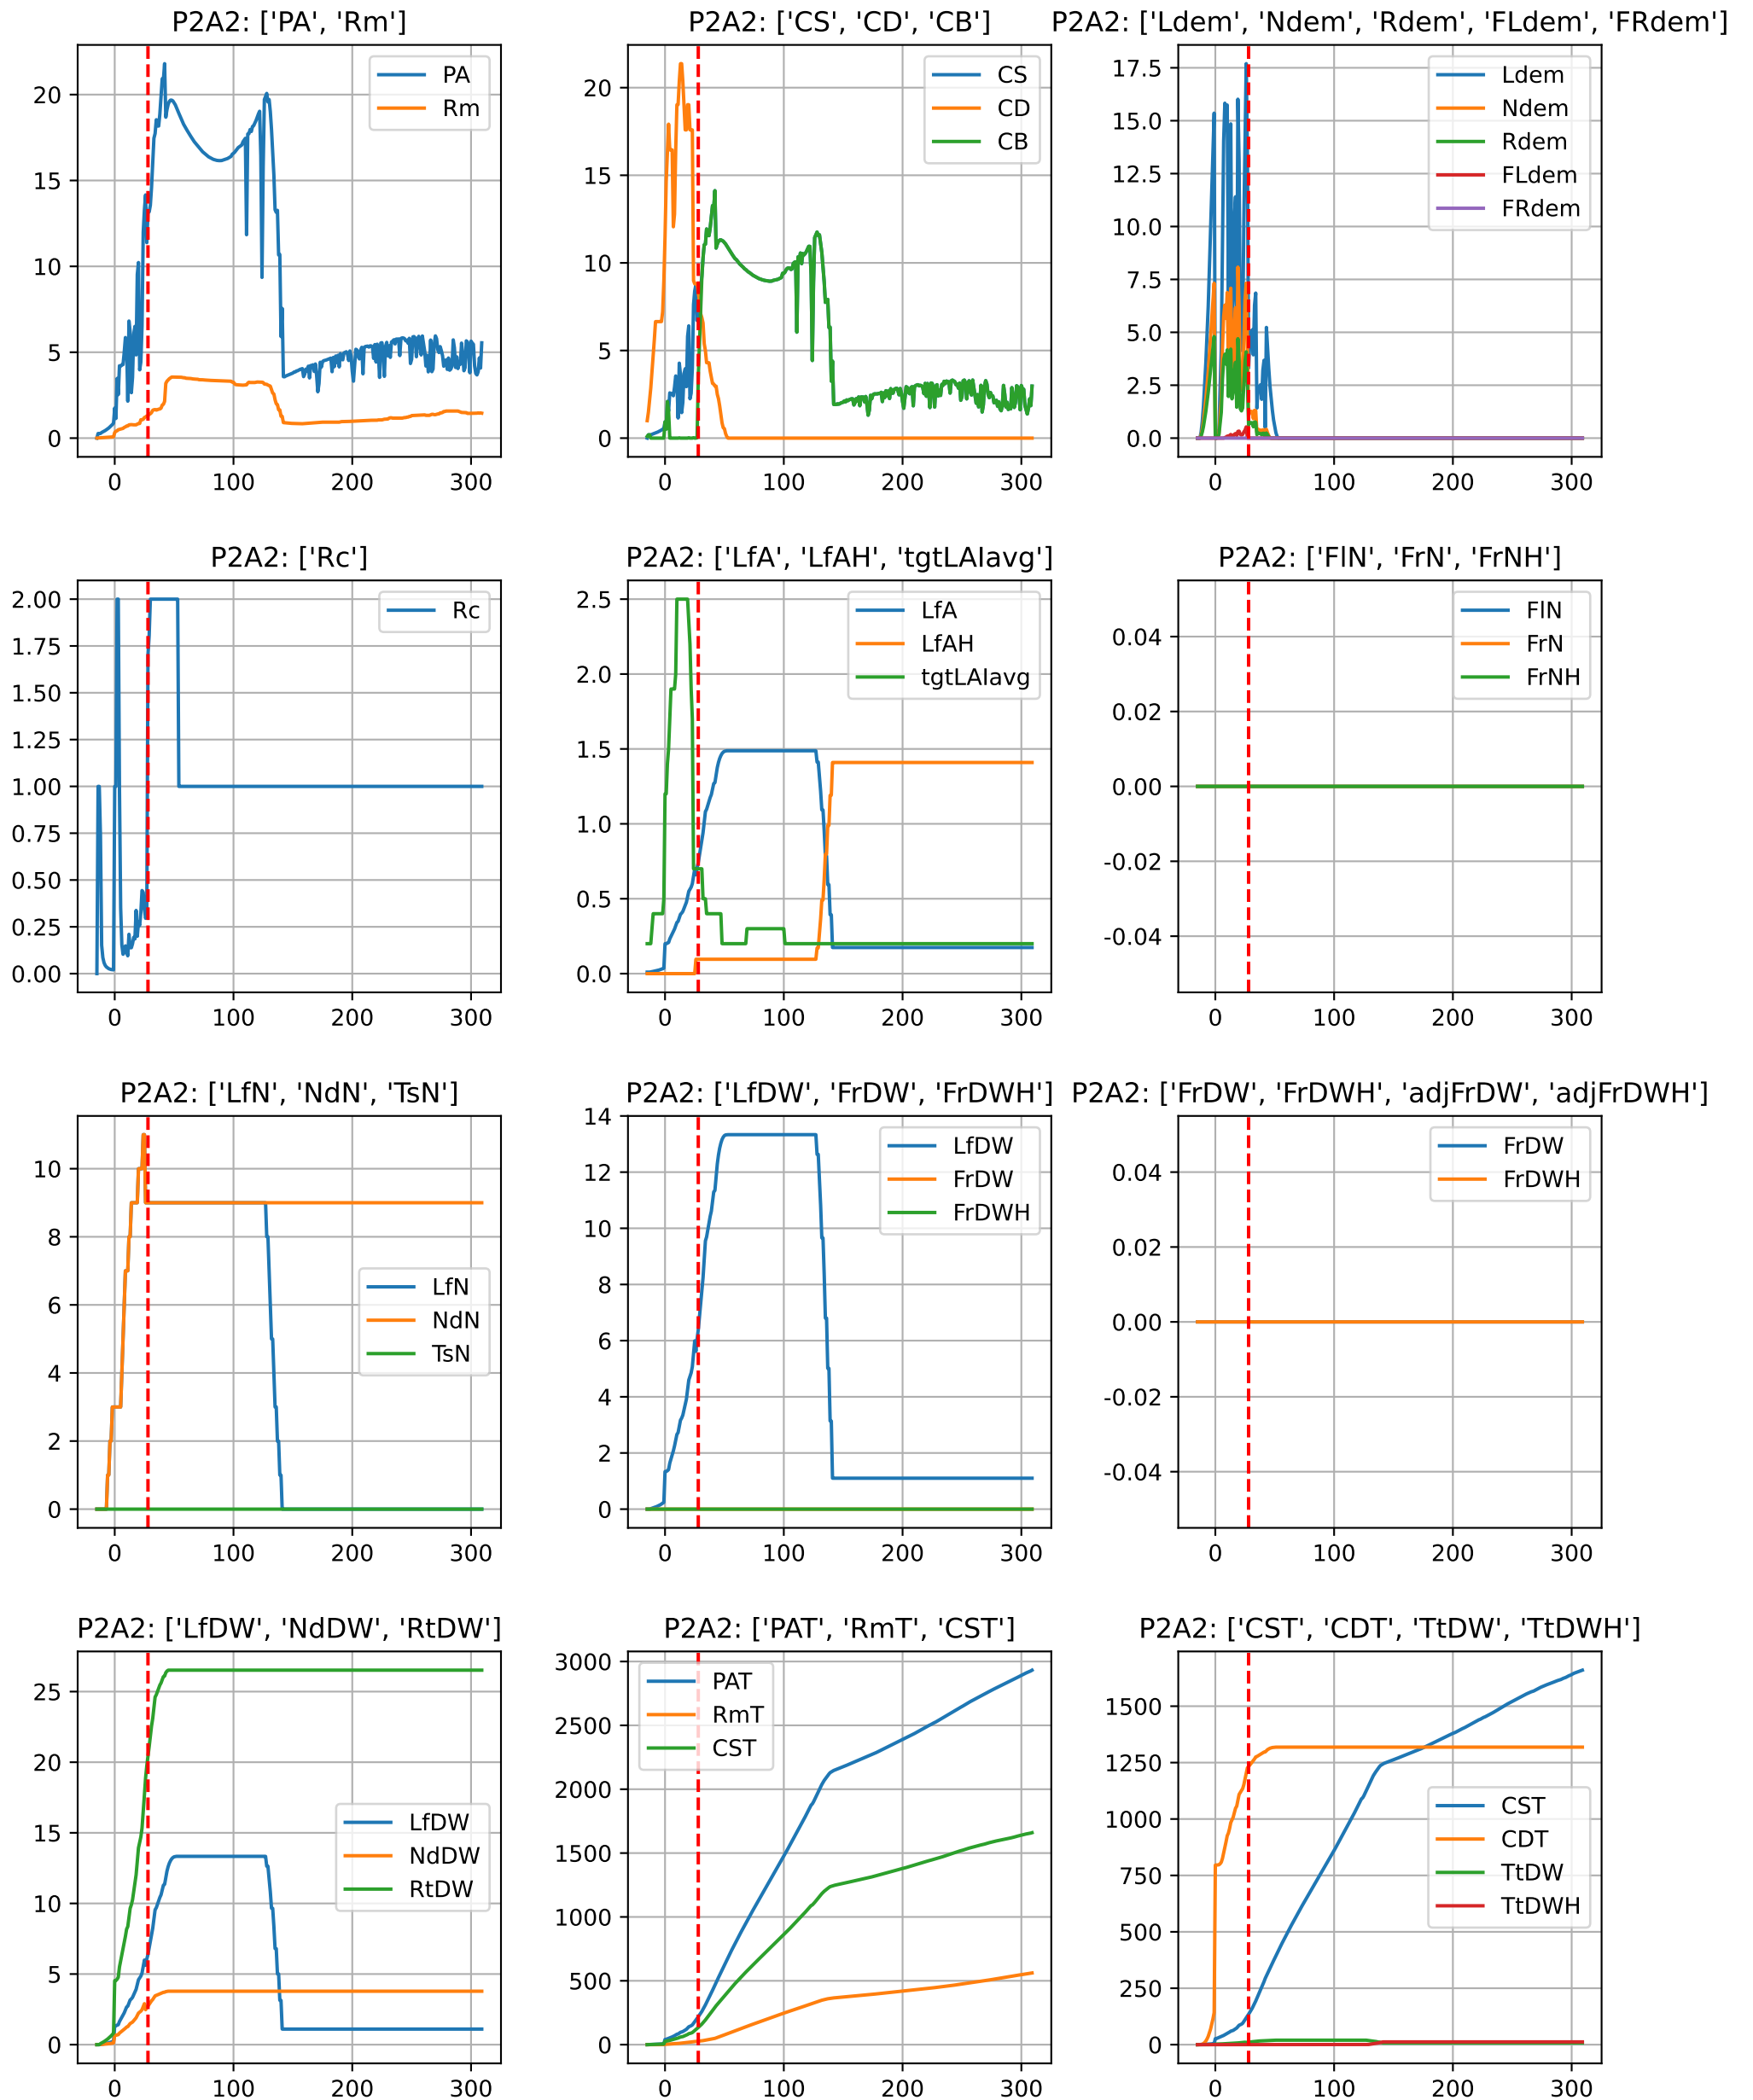 P2A2: ['PA', 'Rm']
20
15
10
5
0
0 100 200 300
PA
Rm
P2A2: ['CS', 'CD', 'CB']
20
15
10
5
0
0 100 200 300
CS
CD
CB
P2A2: ['Ldem', 'Ndem', 'Rdem', 'FLdem', 'FRdem']
17.5
15.0
12.5
10.0
7.5
5.0
2.5
0.0
0 100 200 300
Ldem
Ndem
Rdem
FLdem
FRdem
P2A2: ['Rc']
2.00
1.75
1.50
1.25
1.00
0.75
0.50
0.25
0.00
0 100 200 300
Rc
P2A2: ['LfA', 'LfAH', 'tgtLAIavg']
2.5
2.0
1.5
1.0
0.5
0.0
0 100 200 300
LfA
LfAH
tgtLAIavg
P2A2: ['FlN', 'FrN', 'FrNH']
0.04
0.02
0.00
-0.02
-0.04
0 100 200 300
FlN
FrN
FrNH
P2A2: ['LfN', 'NdN', 'TsN']
10
8
6
4
2
0
0 100 200 300
LfN
NdN
TsN
P2A2: ['LfDW', 'FrDW', 'FrDWH']
14
12
10
8
6
4
2
0
0 100 200 300
LfDW
FrDW
FrDWH
P2A2: ['FrDW', 'FrDWH', 'adjFrDW', 'adjFrDWH']
0.04
0.02
0.00
-0.02
-0.04
0 100 200 300
FrDW
FrDWH
P2A2: ['LfDW', 'NdDW', 'RtDW']
25
20
15
10
5
0
0 100 200 300
LfDW
NdDW
RtDW
P2A2: ['PAT', 'RmT', 'CST']
3000
2500
2000
1500
1000
500
0
0 100 200 300
PAT
RmT
CST
P2A2: ['CST', 'CDT', 'TtDW', 'TtDWH']
1500
1250
1000
750
500
250
0
0 100 200 300
CST
CDT
TtDW
TtDWH